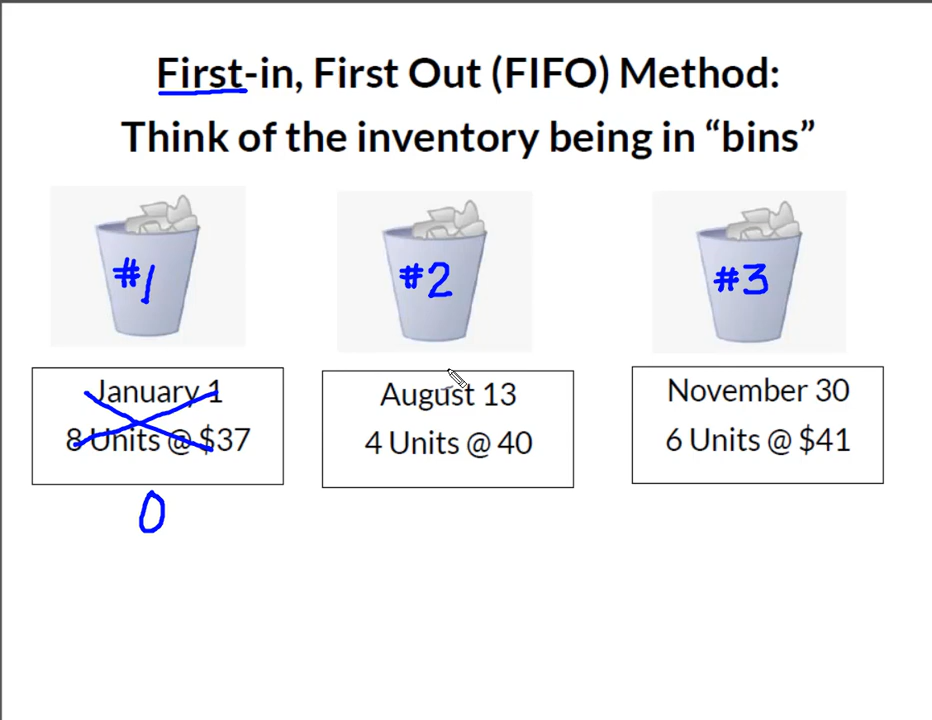 First-in, First Out (FIFO) Method:
Think of the inventory being in “bins”
#1
#2
#3
January 1
8 Units @ $37
0
August 13
4 Units @ 40
November 30
6 Units @ $41